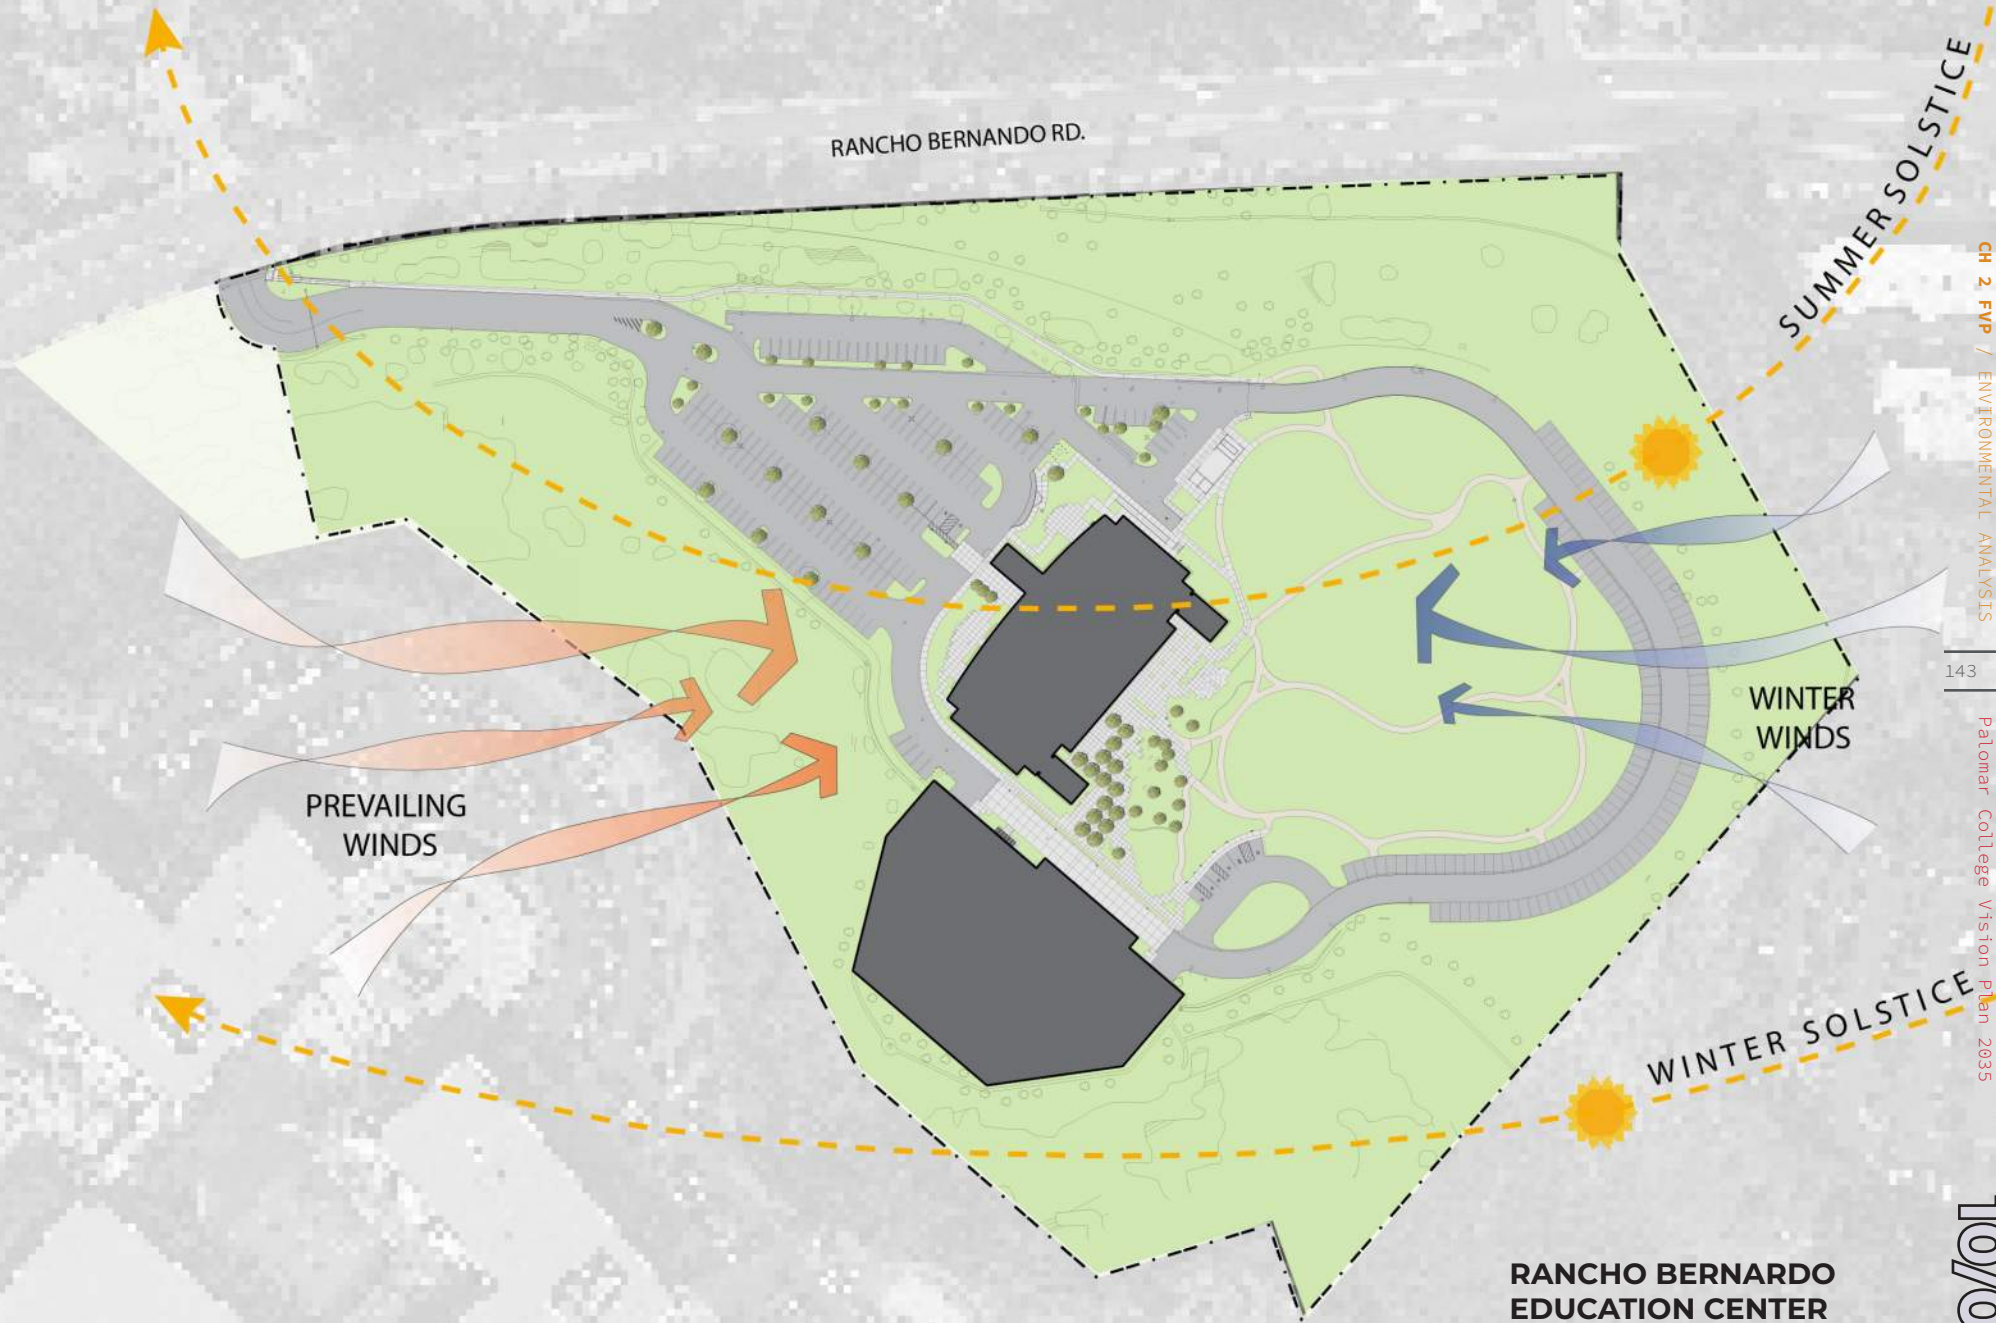 RANCHO BERNANDO RD.
SUMMER SOLSTICE
CH 2 FVP / ENVIRONMENTAL ANALYSIS
143
Palomar College Vision Plan 2035
WINTER
WINDS
PREVAILING
WINDS
WINTER SOLSTICE
RANCHO BERNARDO
EDUCATION CENTER